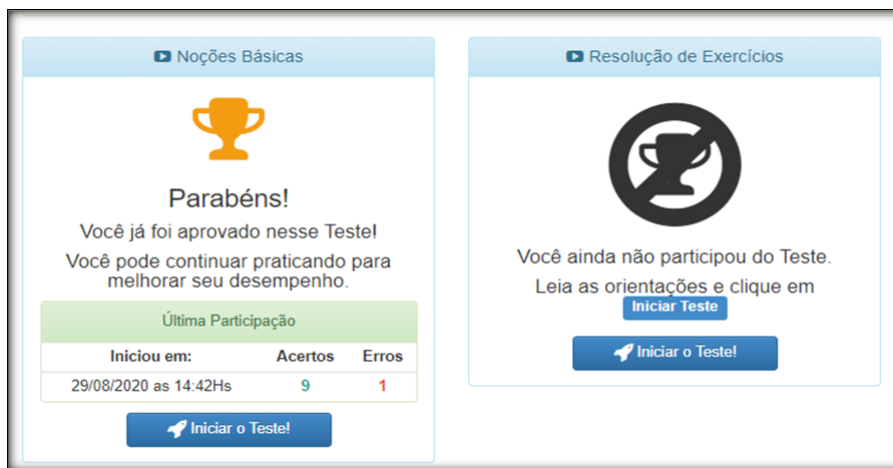 Noções Básicas
Parabéns!
Você já foi aprovado nesse Teste!
Você pode continuar praticando para
melhorar seu desempenho.
Última Participação
Iniciou em: Acertos Erros
29/08/2020 as 14:42Hs 9 1
Iniciar o Teste!
Resolução de Exercícios
Você ainda não participou do Teste.
Leia as orientações e clique em
Iniciar Teste
Iniciar o Teste!